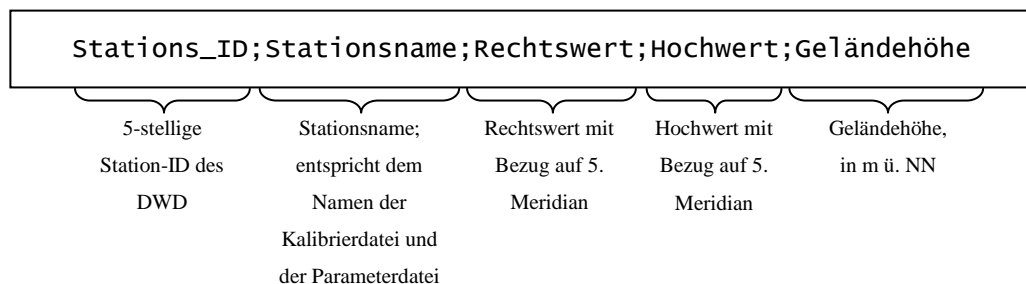 Stations_ID;Stationsname;Rechtswert;Hochwert;Geländehöhe
5-stellige
Station-ID des
DWD
Stationsname;
entspricht dem
Namen der
Kalibrierdatei und
der Parameterdatei
Rechtswert mit
Bezug auf 5.
Meridian
Hochwert mit
Bezug auf 5.
Meridian
Geländehöhe,
in m ü. NN